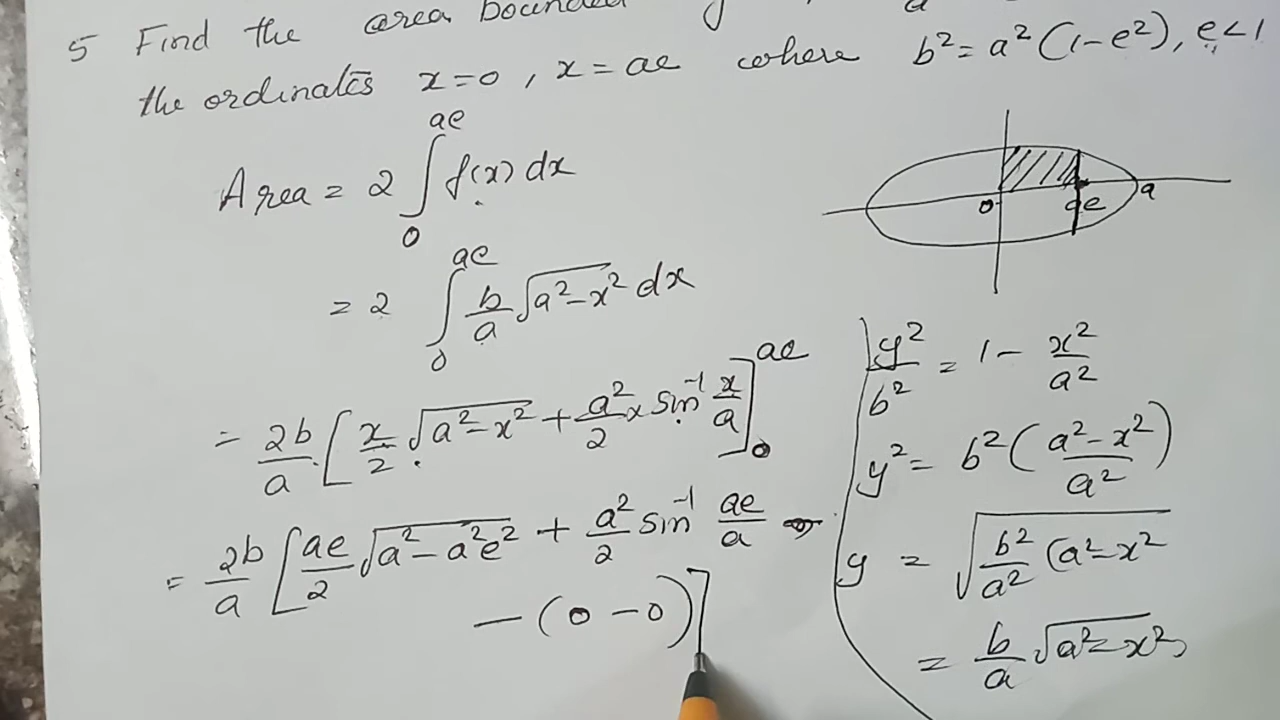 5 Find the area bounded
the ordinates x=0, x=ae where b²=a²(1-e²), e<1
Area = 2 ∫₀^{ae} f(x) dx
= 2 ∫₀^{ae} b/a √(a²-x²) dx
= 2b/a · [x/2 √(a²-x²) + a²/2 x sin⁻¹ x/a]₀^{ae}
= 2b/a [ae/2 √(a²-a²e²) + a²/2 sin⁻¹ ae/a
- (0-0)]
0 ae a
y²/b² = 1 - x²/a²
y² = b²(a²-x²/a²)
y = √(b²/a² (a²-x²
= b/a √(a²-x²)